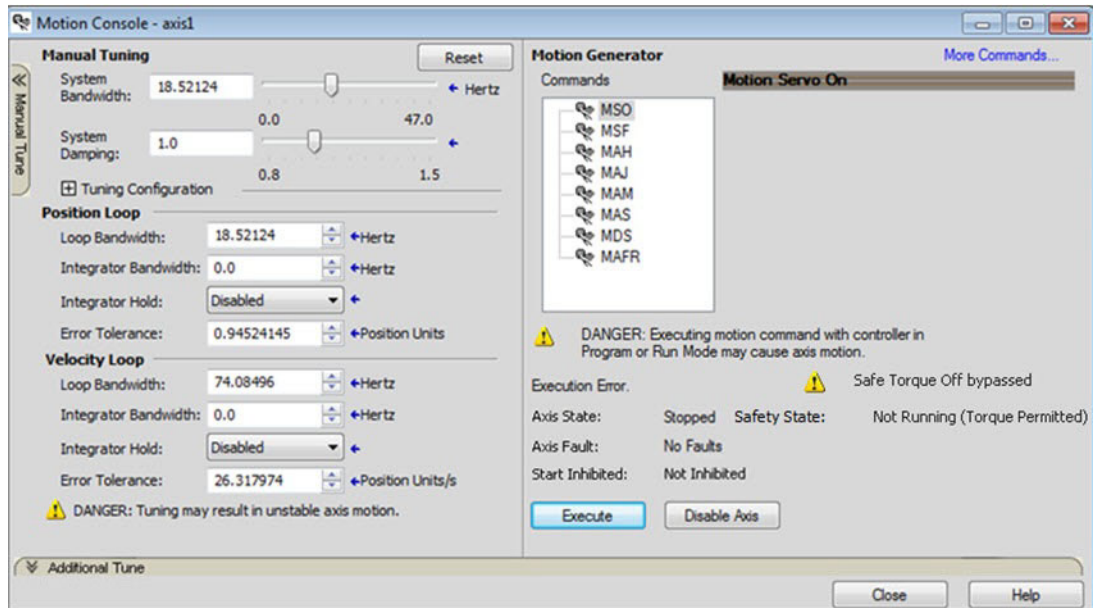 Motion Console - axis1
Manual Tune
Manual Tuning
Reset
System Bandwidth:
18.52124
Hertz
0.0 47.0
System Damping:
1.0
0.8 1.5
Tuning Configuration
Position Loop
Loop Bandwidth: 18.52124 Hertz
Integrator Bandwidth: 0.0 Hertz
Integrator Hold: Disabled
Error Tolerance: 0.94524145 Position Units
Velocity Loop
Loop Bandwidth: 74.08496 Hertz
Integrator Bandwidth: 0.0 Hertz
Integrator Hold: Disabled
Error Tolerance: 26.317974 Position Units/s
DANGER: Tuning may result in unstable axis motion.
Motion Generator
More Commands...
Commands
Motion Servo On
MSO
MSF
MAH
MAJ
MAM
MAS
MDS
MAFR
DANGER: Executing motion command with controller in
Program or Run Mode may cause axis motion.
Execution Error.
Safe Torque Off bypassed
Axis State: Stopped Safety State: Not Running (Torque Permitted)
Axis Fault: No Faults
Start Inhibited: Not Inhibited
Execute
Disable Axis
Additional Tune
Close
Help